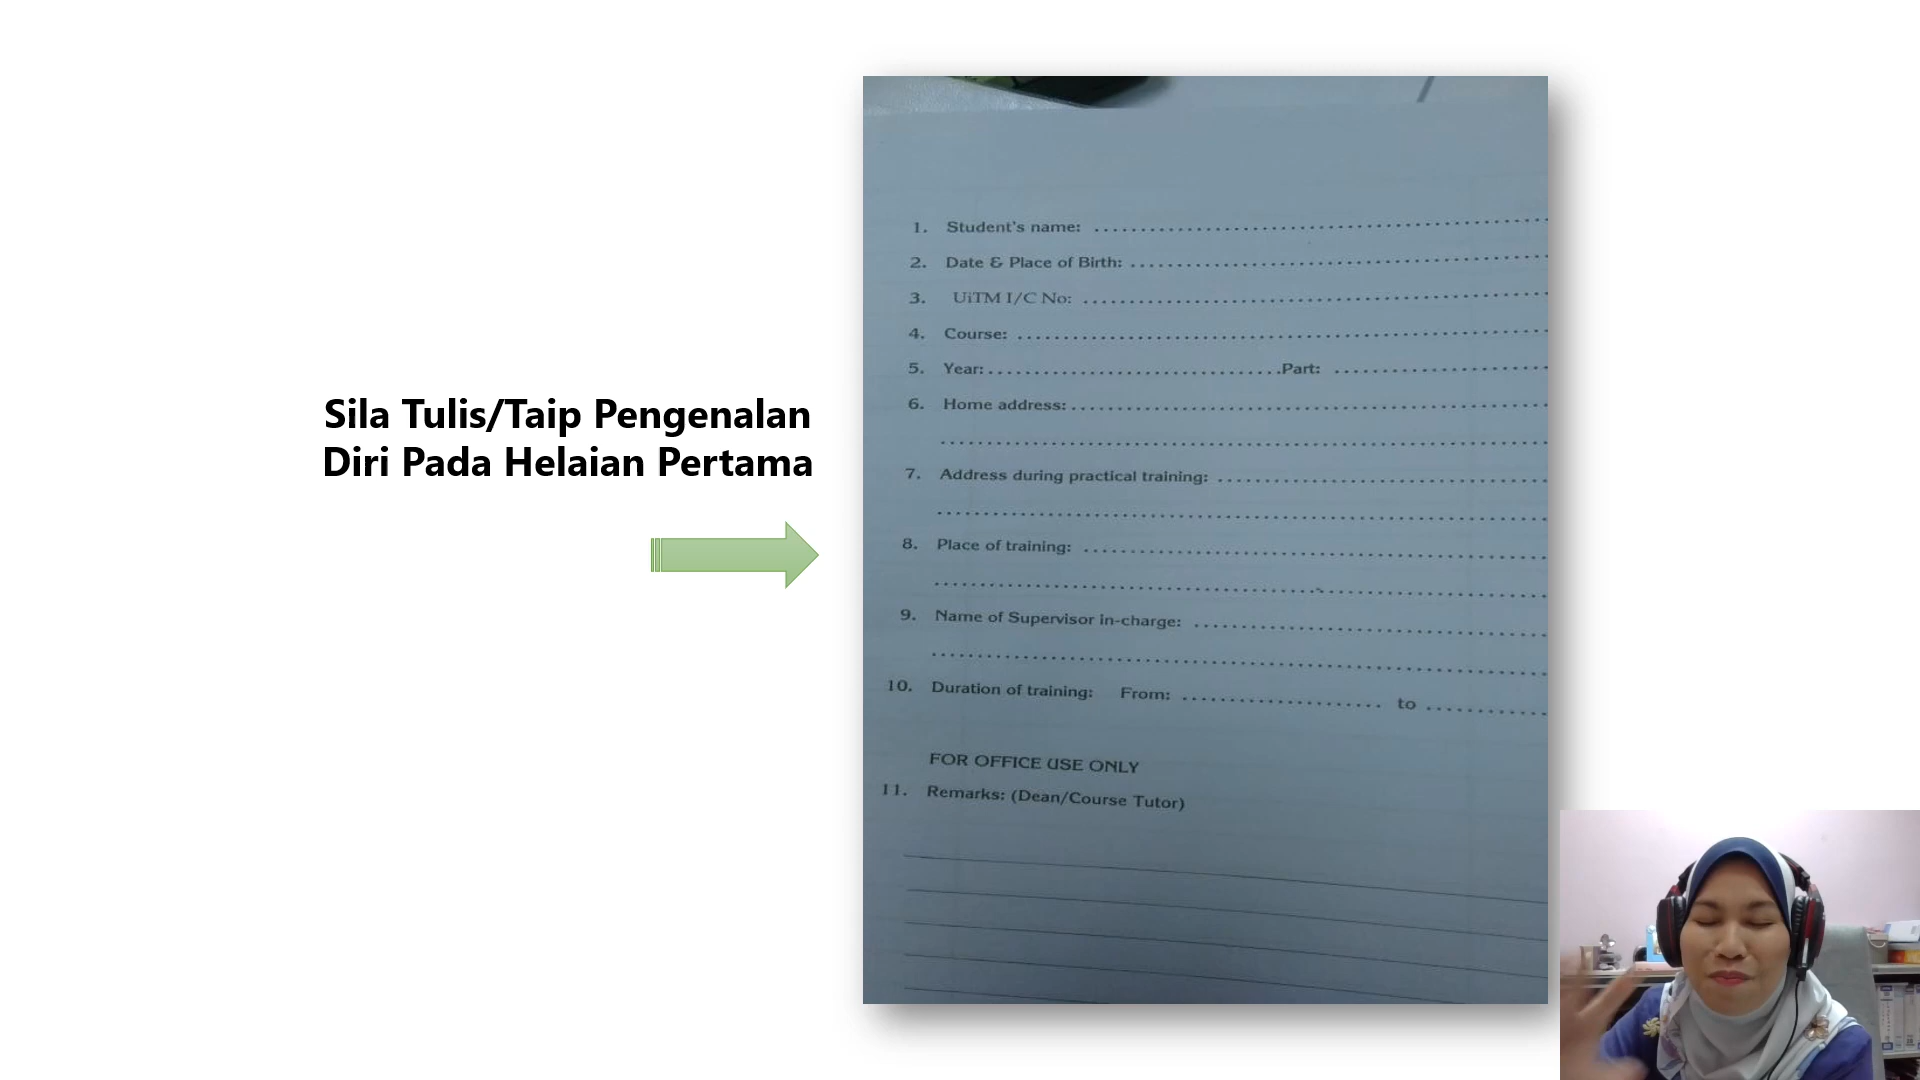 Sila Tulis/Taip Pengenalan
Diri Pada Helaian Pertama
1. Student's name: ........................................
2. Date & Place of Birth: ........................................
3. UiTM I/C No: ........................................
4. Course: ........................................
5. Year: .............................. Part: ....................
6. Home address: ........................................
........................................
7. Address during practical training: ........................................
........................................
8. Place of training: ........................................
........................................
9. Name of Supervisor in-charge: ........................................
........................................
10. Duration of training: From: .................... to ...............
FOR OFFICE USE ONLY
11. Remarks: (Dean/Course Tutor)